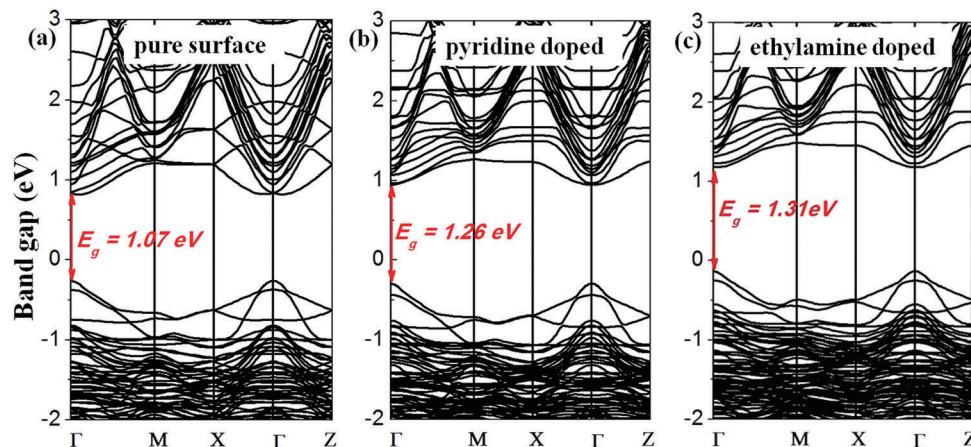 (a) pure surface
(b) pyridine doped
(c) ethylamine doped
Band gap (eV)
3
2
1
0
-1
-2
E_g = 1.07 eV
Γ M X Γ Z
3
2
1
0
-1
-2
E_g = 1.26 eV
Γ M X Γ Z
3
2
1
0
-1
-2
E_g = 1.31eV
Γ M X Γ Z